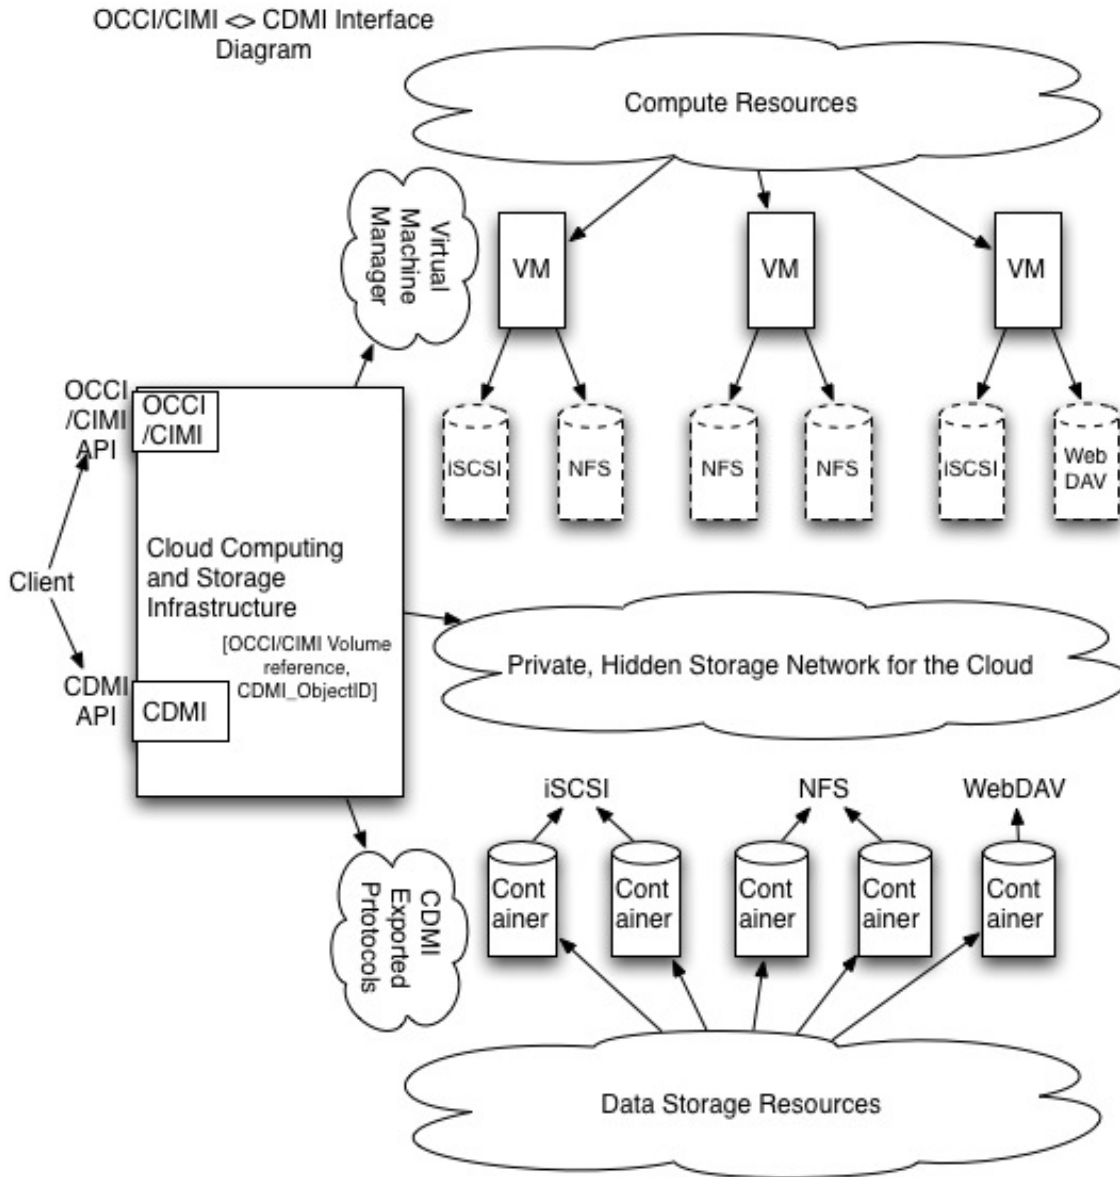 OCCI/CIMI <> CDMI Interface
Diagram
Compute Resources
Virtual
Machine
Manager
VM
VM
VM
OCCI
/CIMI
API
OCCI
/CIMI
iSCSI
NFS
NFS
NFS
iSCSI
Web
DAV
Cloud Computing
and Storage
Infrastructure
Client
[OCCI/CIMI Volume
reference,
CDMI_ObjectID]
Private, Hidden Storage Network for the Cloud
CDMI
API
CDMI
iSCSI
NFS
WebDAV
CDMI
Exported
Prtotocols
Cont
ainer
Cont
ainer
Cont
ainer
Cont
ainer
Cont
ainer
Data Storage Resources